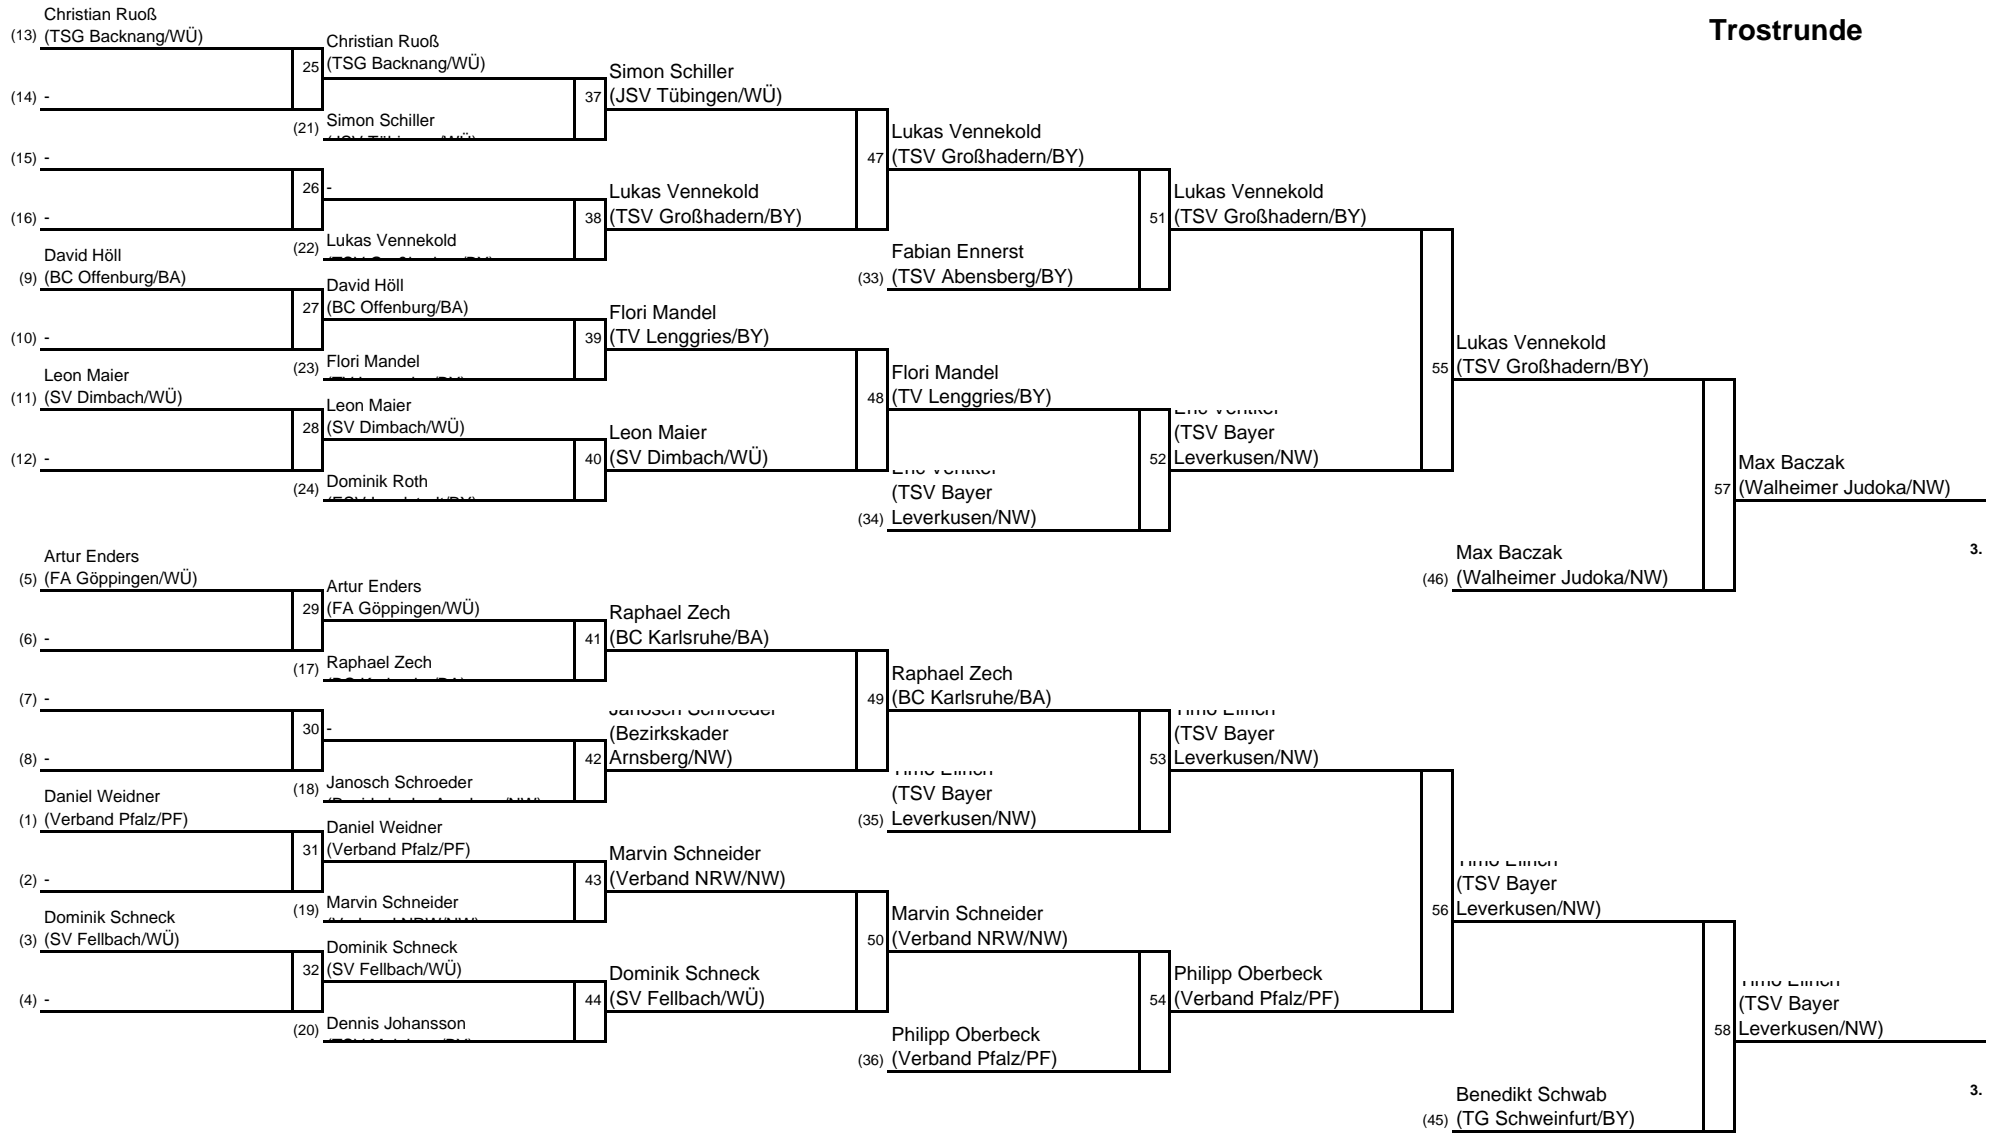 Trostrunde
Christian Ruoß
(13) (TSG Backnang/WÜ)
25
(14) -
(15) -
26
(16) -
David Höll
(9) (BC Offenburg/BA)
27
(10) -
Leon Maier
(11) (SV Dimbach/WÜ)
28
(12) -
Artur Enders
(5) (FA Göppingen/WÜ)
29
(6) -
(7) -
30
(8) -
Daniel Weidner
(1) (Verband Pfalz/PF)
31
(2) -
Dominik Schneck
(3) (SV Fellbach/WÜ)
32
(4) -
Christian Ruoß
(TSG Backnang/WÜ)
37
(21) Simon Schiller
-
38
(22) Lukas Vennekold
David Höll
(BC Offenburg/BA)
39
(23) Flori Mandel
Leon Maier
(SV Dimbach/WÜ)
40
(24) Dominik Roth
Artur Enders
(FA Göppingen/WÜ)
41
(17) Raphael Zech
-
42
(18) Janosch Schroeder
Daniel Weidner
(Verband Pfalz/PF)
43
(19) Marvin Schneider
Dominik Schneck
(SV Fellbach/WÜ)
44
(20) Dennis Johansson
Simon Schiller
(JSV Tübingen/WÜ)
47
Lukas Vennekold
(TSV Großhadern/BY)
Flori Mandel
(TV Lenggries/BY)
48
Leon Maier
(SV Dimbach/WÜ)
Raphael Zech
(BC Karlsruhe/BA)
49
Janosch Schroeder
(Bezirkskader
Arnsberg/NW)
Marvin Schneider
(Verband NRW/NW)
50
Dominik Schneck
(SV Fellbach/WÜ)
Lukas Vennekold
(TSV Großhadern/BY)
51
Fabian Ennerst
(33) (TSV Abensberg/BY)
Flori Mandel
(TV Lenggries/BY)
52
(TSV Bayer
(34) Leverkusen/NW)
Raphael Zech
(BC Karlsruhe/BA)
53
(TSV Bayer
(35) Leverkusen/NW)
Marvin Schneider
(Verband NRW/NW)
54
Philipp Oberbeck
(36) (Verband Pfalz/PF)
Lukas Vennekold
(TSV Großhadern/BY)
55
(TSV Bayer
Leverkusen/NW)
(TSV Bayer
Leverkusen/NW)
56
Philipp Oberbeck
(Verband Pfalz/PF)
Lukas Vennekold
(TSV Großhadern/BY)
57
Max Baczak
(46) (Walheimer Judoka/NW)
(TSV Bayer
Leverkusen/NW)
58
Benedikt Schwab
(45) (TG Schweinfurt/BY)
Max Baczak
(Walheimer Judoka/NW)
3.
(TSV Bayer
Leverkusen/NW)
3.